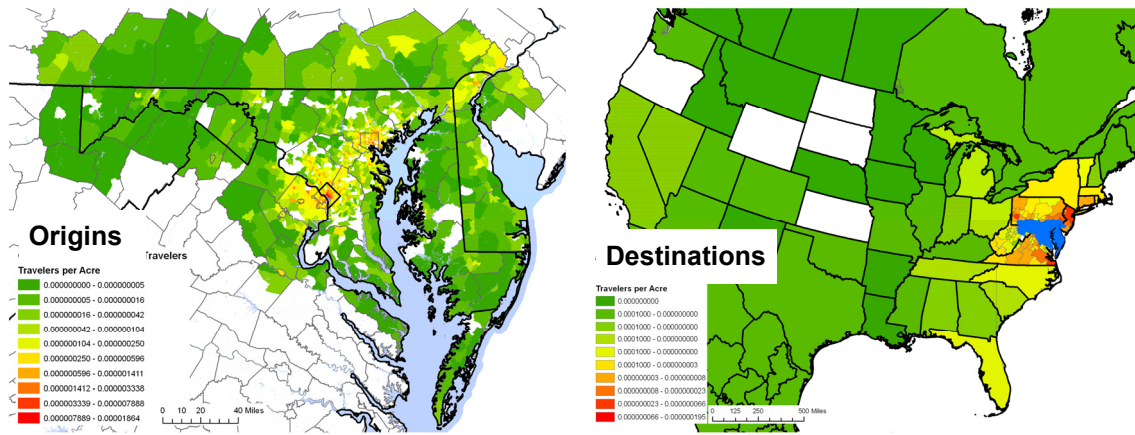 Origins
Travelers
Travelers per Acre
0.000000000 - 0.000000005
0.000000005 - 0.000000016
0.000000016 - 0.000000042
0.000000042 - 0.000000104
0.000000104 - 0.000000250
0.000000250 - 0.000000596
0.000000596 - 0.000001411
0.000001412 - 0.000003338
0.000003339 - 0.000007888
0.000007889 - 0.00001864
0 10 20 40 Miles
Destinations
Travelers per Acre
0.000000000
0.0001000 - 0.000000000
0.0001000 - 0.000000000
0.0001000 - 0.000000000
0.0001000 - 0.000000000
0.0001000 - 0.000000003
0.000000003 - 0.000000008
0.000000008 - 0.000000023
0.000000023 - 0.000000066
0.000000066 - 0.000000195
0 125 250 500 Miles